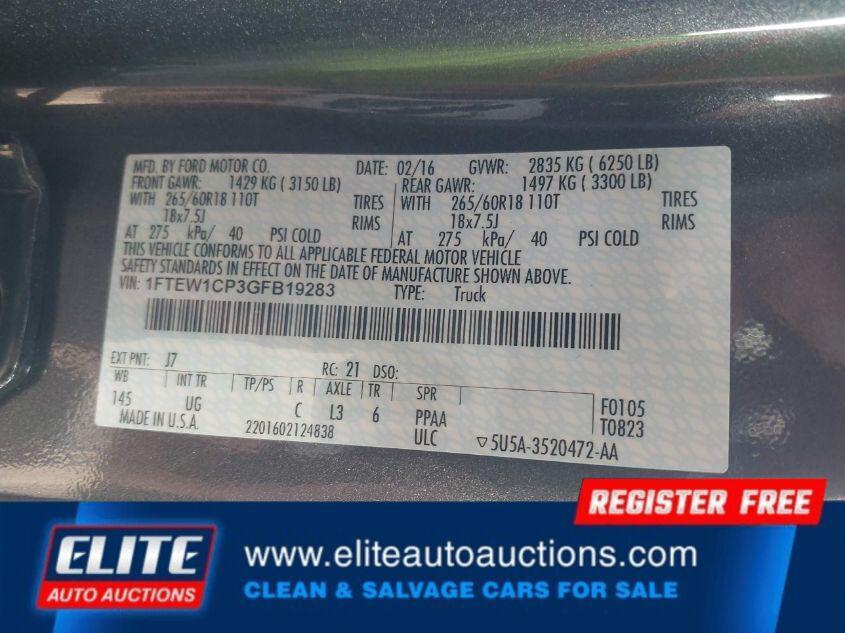 MFD. BY FORD MOTOR CO. DATE: 02/16 GVWR: 2835 KG ( 6250 LB)
FRONT GAWR: 1429 KG ( 3150 LB) REAR GAWR: 1497 KG ( 3300 LB)
WITH 265/60R18 110T TIRES WITH 265/60R18 110T TIRES
18x7.5J RIMS 18x7.5J RIMS
AT 275 kPa/ 40 PSI COLD AT 275 kPa/ 40 PSI COLD
THIS VEHICLE CONFORMS TO ALL APPLICABLE FEDERAL MOTOR VEHICLE
SAFETY STANDARDS IN EFFECT ON THE DATE OF MANUFACTURE SHOWN ABOVE.
VIN: 1FTEW1CP3GFB19283 TYPE: Truck
EXT PNT: J7 RC: 21 DSO:
WB INT TR TP/PS R AXLE TR SPR F0105
145 UG C L3 6 PPAA T0823
MADE IN U.S.A. 2201602124838 ULC ▽5U5A-3520472-AA
REGISTER FREE
ELITE
AUTO AUCTIONS
www.eliteautoauctions.com
CLEAN & SALVAGE CARS FOR SALE